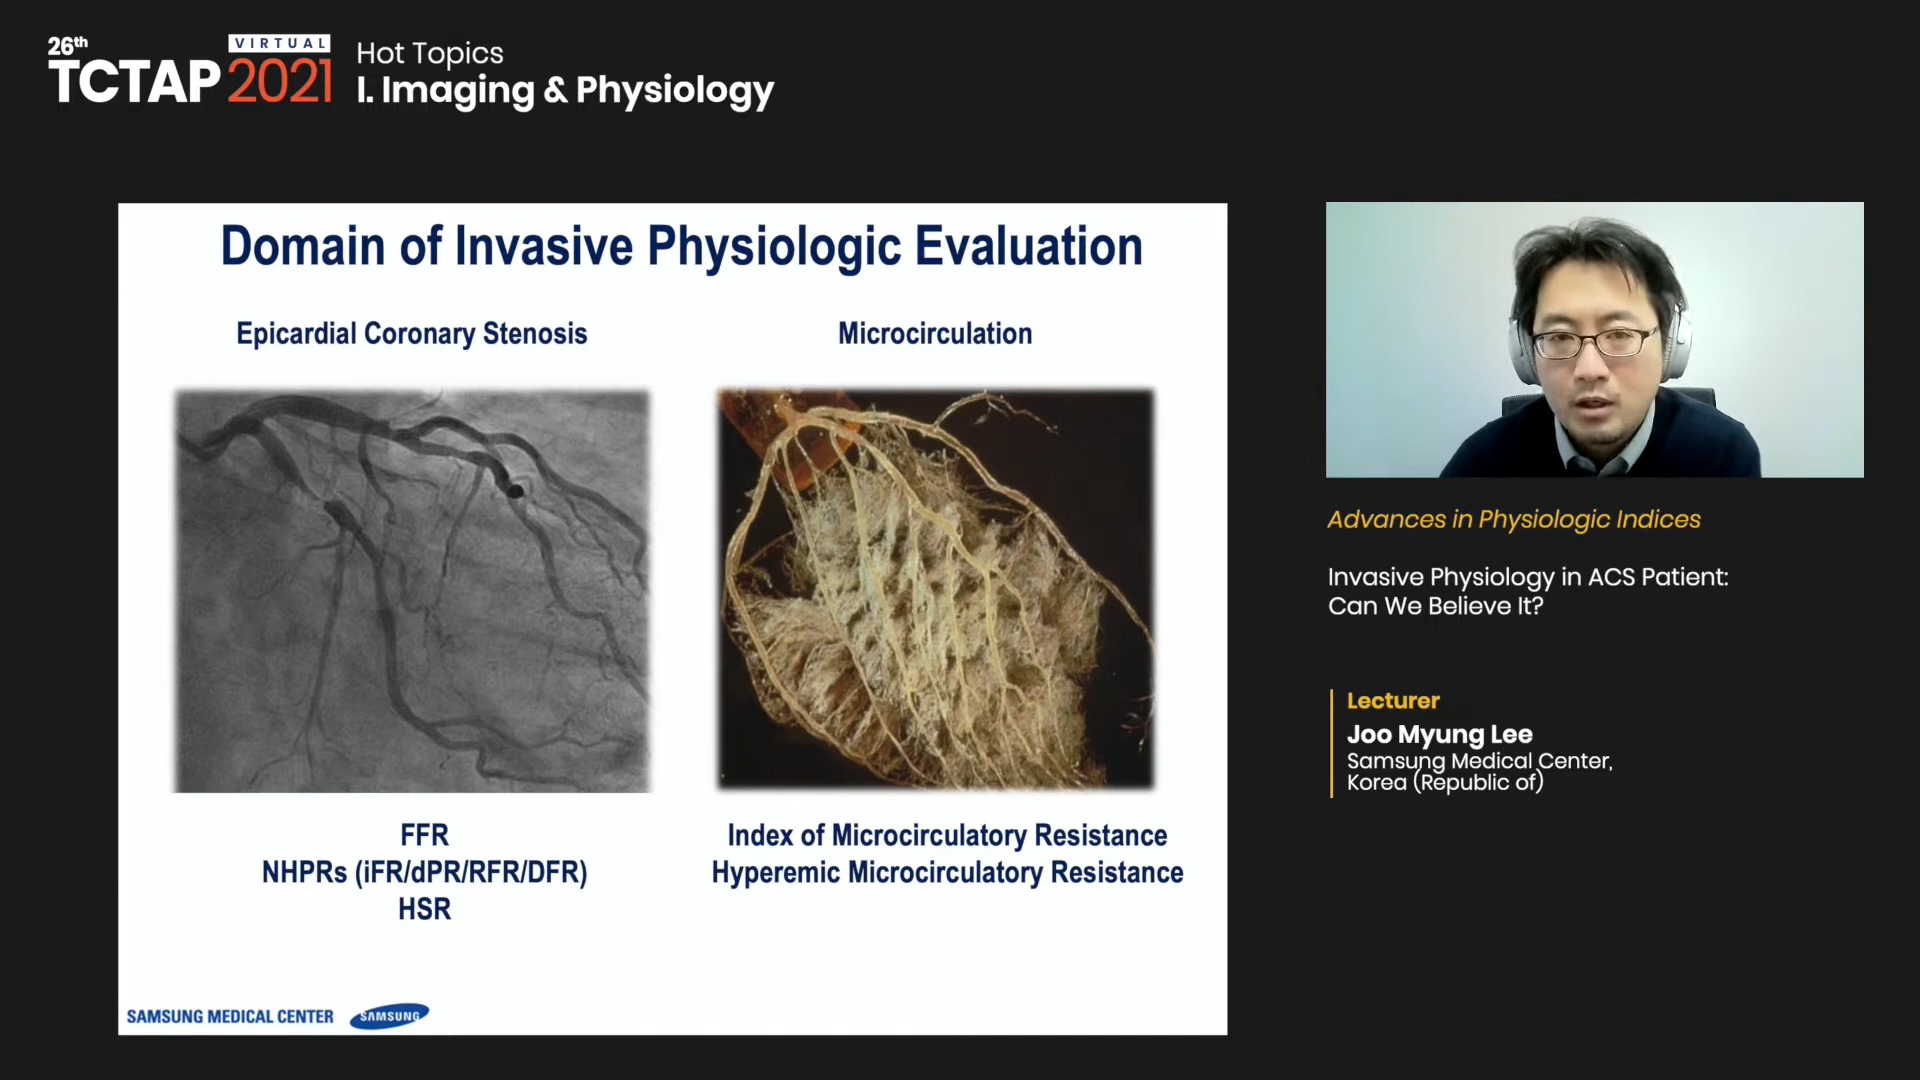 26th
VIRTUAL
TCTAP 2021
Hot Topics
I. Imaging & Physiology
Domain of Invasive Physiologic Evaluation
Epicardial Coronary Stenosis
Microcirculation
FFR
NHPRs (iFR/dPR/RFR/DFR)
HSR
Index of Microcirculatory Resistance
Hyperemic Microcirculatory Resistance
SAMSUNG MEDICAL CENTER
SAMSUNG
Advances in Physiologic Indices
Invasive Physiology in ACS Patient:
Can We Believe It?
Lecturer
Joo Myung Lee
Samsung Medical Center,
Korea (Republic of)